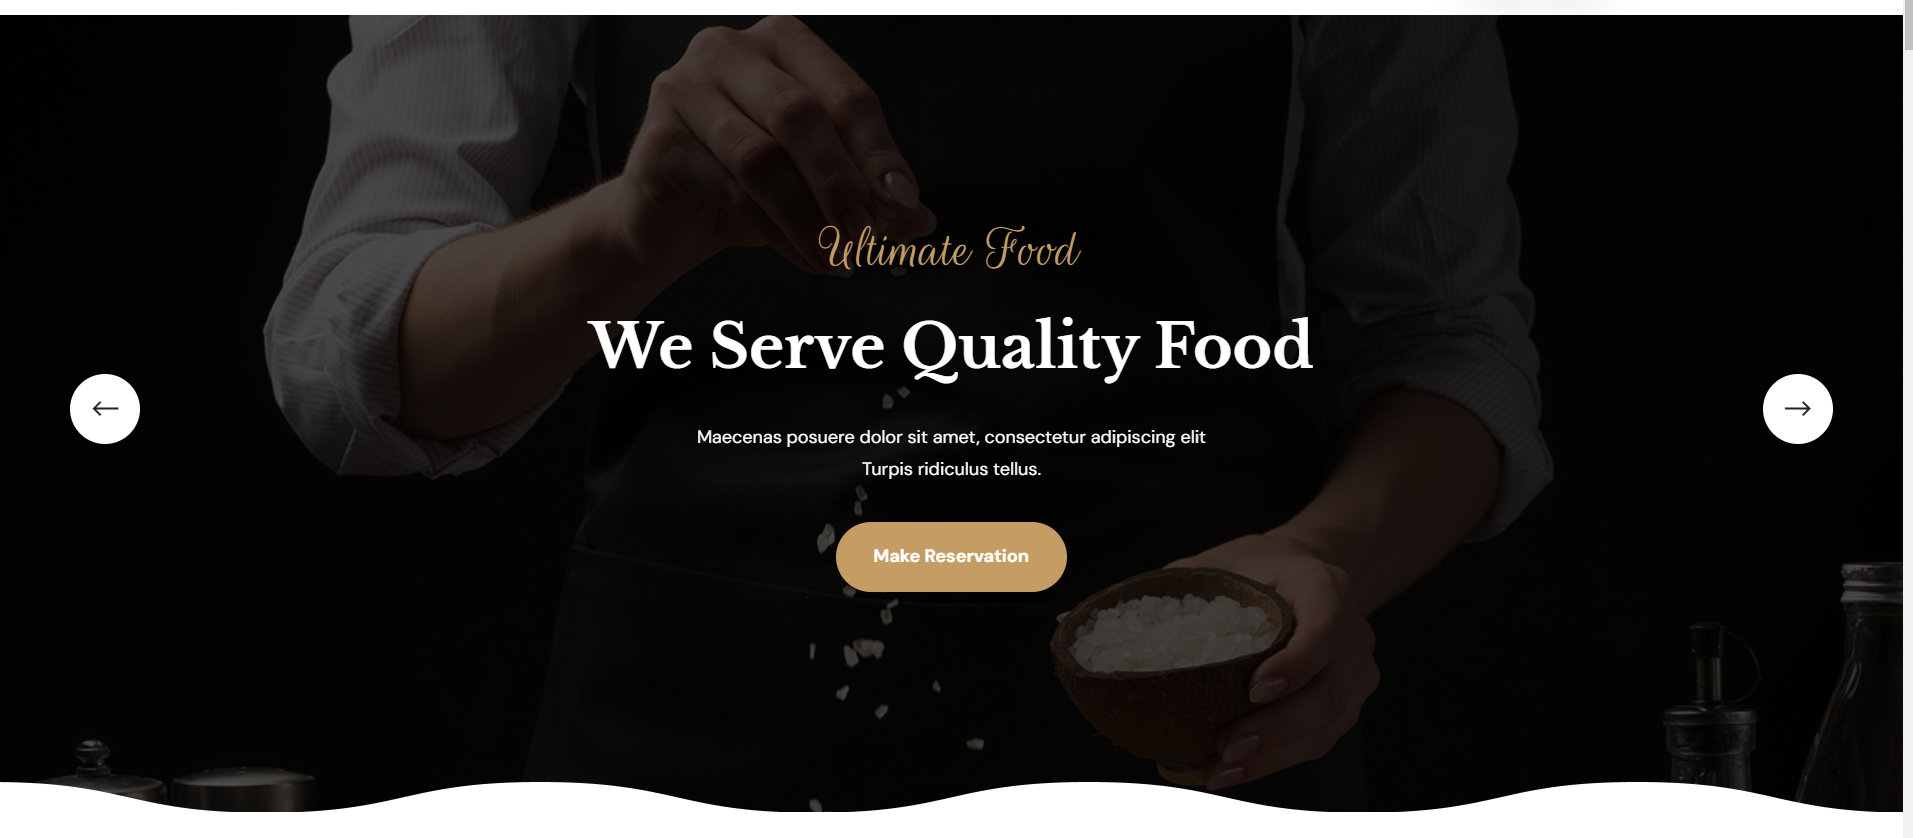 Ultimate Food
We Serve Quality Food
Maecenas posuere dolor sit amet, consectetur adipiscing elit
Turpis ridiculus tellus.
Make Reservation